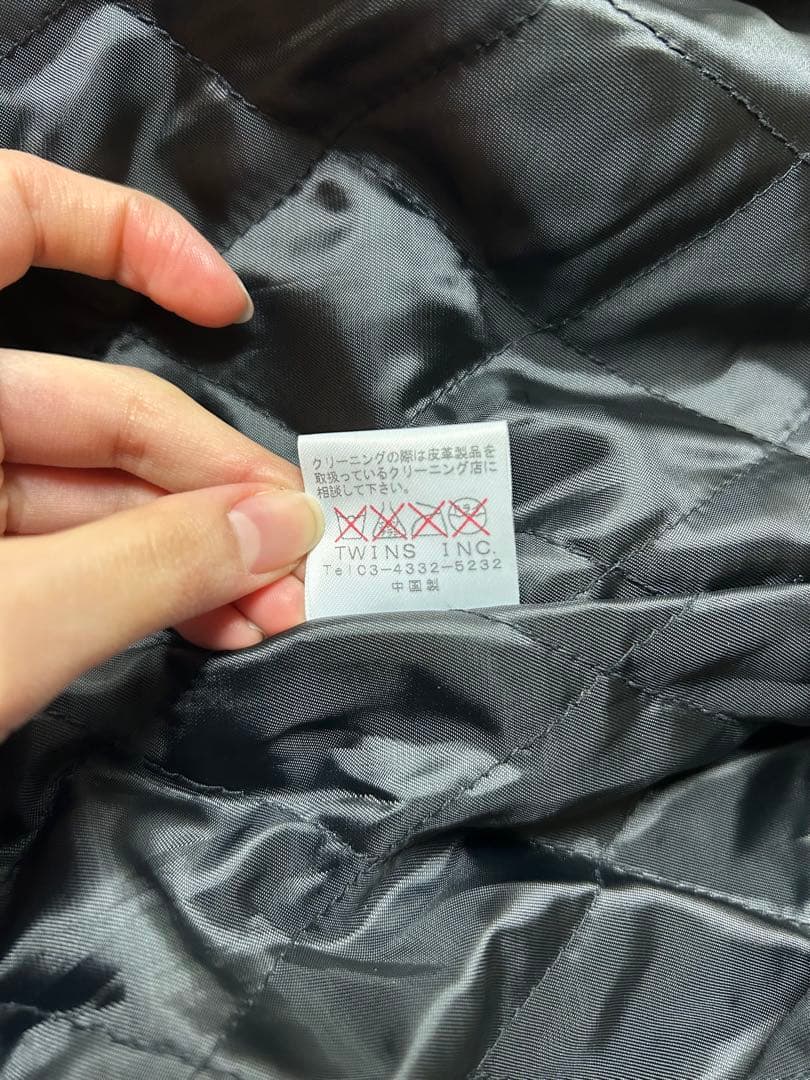 クリーニングの際は皮革製品を
取扱っているクリーニング店に
相談して下さい。
TWINS INC.
Tel 03-4332-5232
中国製